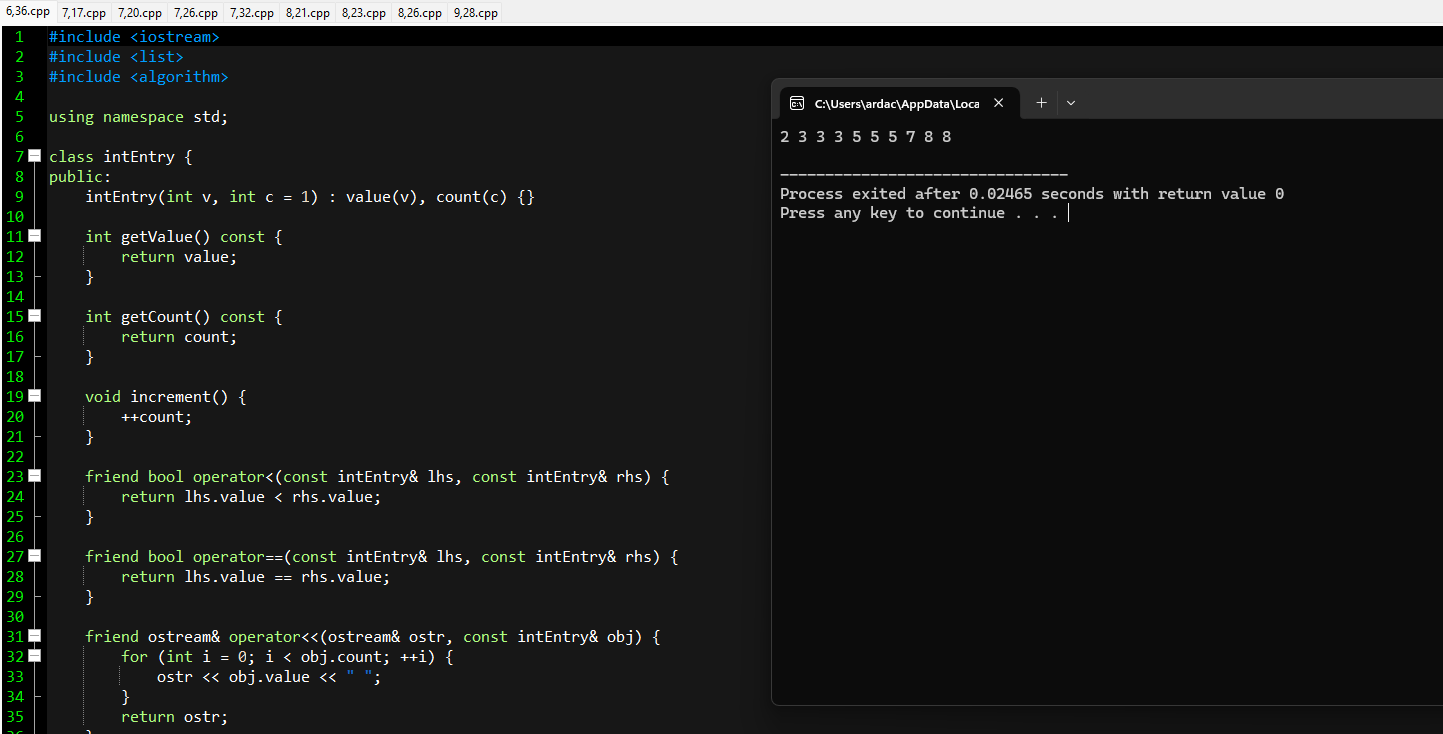 6,36.cpp 7,17.cpp 7,20.cpp 7,26.cpp 7,32.cpp 8,21.cpp 8,23.cpp 8,26.cpp 9,28.cpp
1 #include <iostream>
2 #include <list>
3 #include <algorithm>
4
5 using namespace std;
6
7 class intEntry {
8 public:
9 intEntry(int v, int c = 1) : value(v), count(c) {}
10
11 int getValue() const {
12 return value;
13 }
14
15 int getCount() const {
16 return count;
17 }
18
19 void increment() {
20 ++count;
21 }
22
23 friend bool operator<(const intEntry& lhs, const intEntry& rhs) {
24 return lhs.value < rhs.value;
25 }
26
27 friend bool operator==(const intEntry& lhs, const intEntry& rhs) {
28 return lhs.value == rhs.value;
29 }
30
31 friend ostream& operator<<(ostream& ostr, const intEntry& obj) {
32 for (int i = 0; i < obj.count; ++i) {
33 ostr << obj.value << " ";
34 }
35 return ostr;
C:\Users\ardac\AppData\Loca
2 3 3 3 5 5 5 7 8 8
--------------------------------
Process exited after 0.02465 seconds with return value 0
Press any key to continue . . .